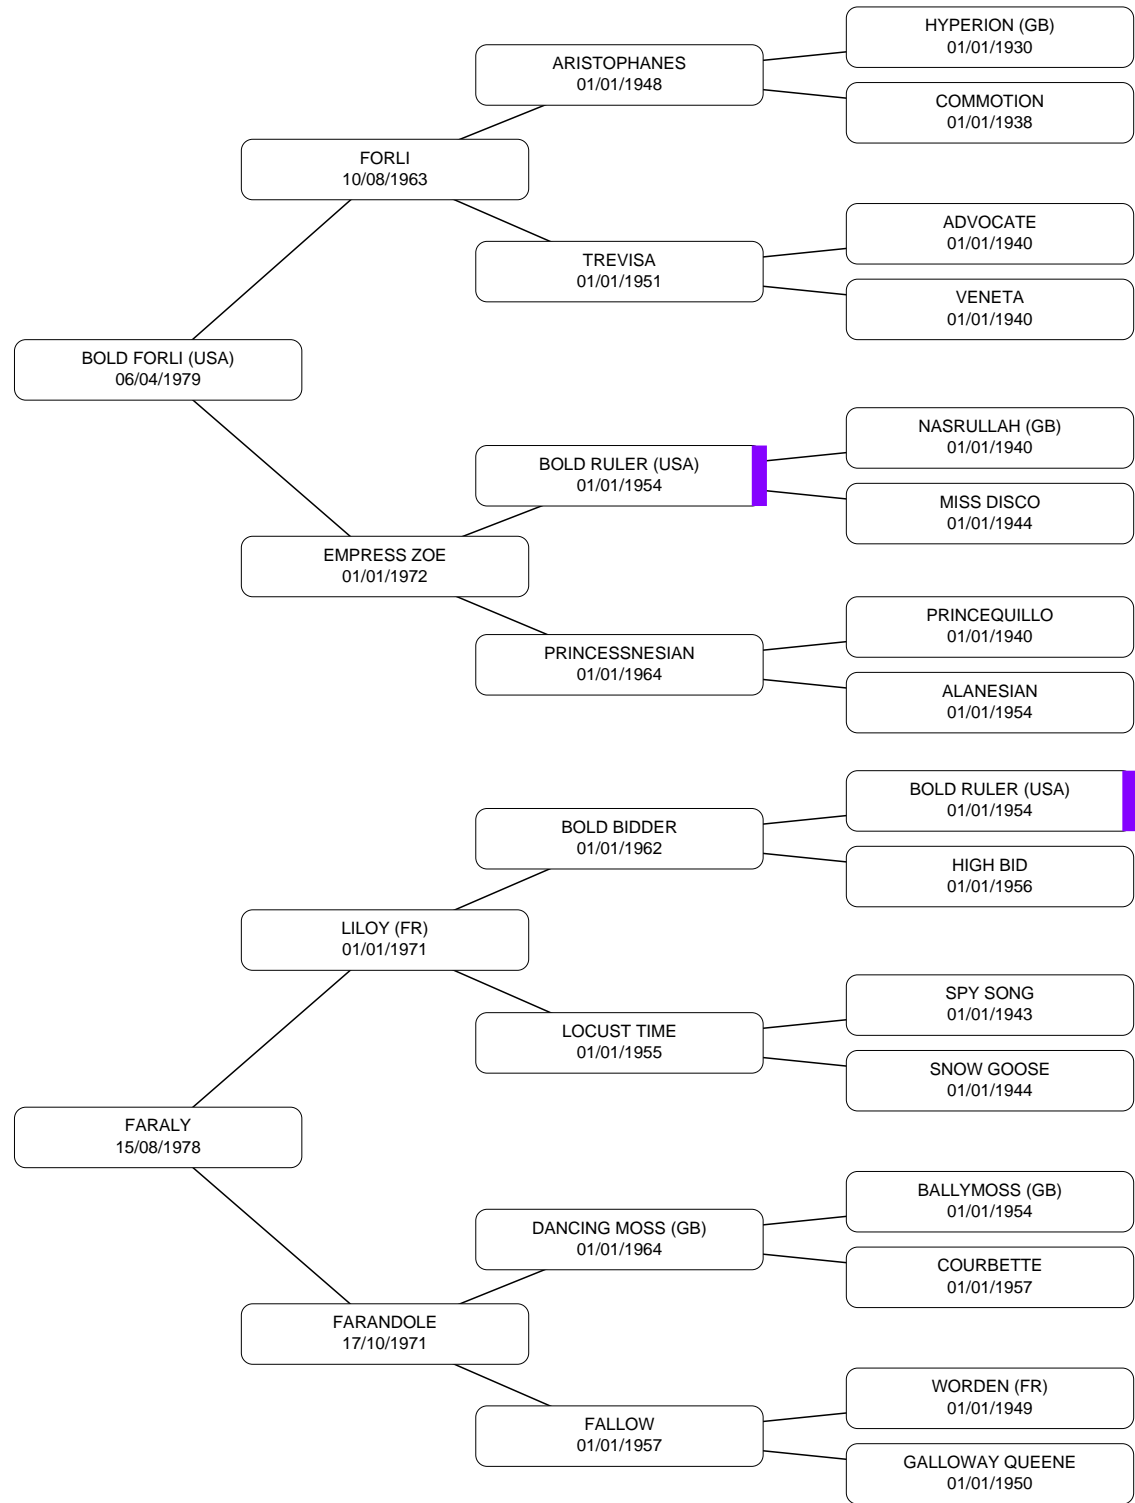 HYPERION (GB)
01/01/1930
ARISTOPHANES
01/01/1948
COMMOTION
01/01/1938
FORLI
10/08/1963
ADVOCATE
01/01/1940
TREVISA
01/01/1951
VENETA
01/01/1940
BOLD FORLI (USA)
06/04/1979
NASRULLAH (GB)
01/01/1940
BOLD RULER (USA)
01/01/1954
MISS DISCO
01/01/1944
EMPRESS ZOE
01/01/1972
PRINCEQUILLO
01/01/1940
PRINCESSNESIAN
01/01/1964
ALANESIAN
01/01/1954
BOLD RULER (USA)
01/01/1954
BOLD BIDDER
01/01/1962
HIGH BID
01/01/1956
LILOY (FR)
01/01/1971
SPY SONG
01/01/1943
LOCUST TIME
01/01/1955
SNOW GOOSE
01/01/1944
FARALY
15/08/1978
BALLYMOSS (GB)
01/01/1954
DANCING MOSS (GB)
01/01/1964
COURBETTE
01/01/1957
FARANDOLE
17/10/1971
WORDEN (FR)
01/01/1949
FALLOW
01/01/1957
GALLOWAY QUEENE
01/01/1950